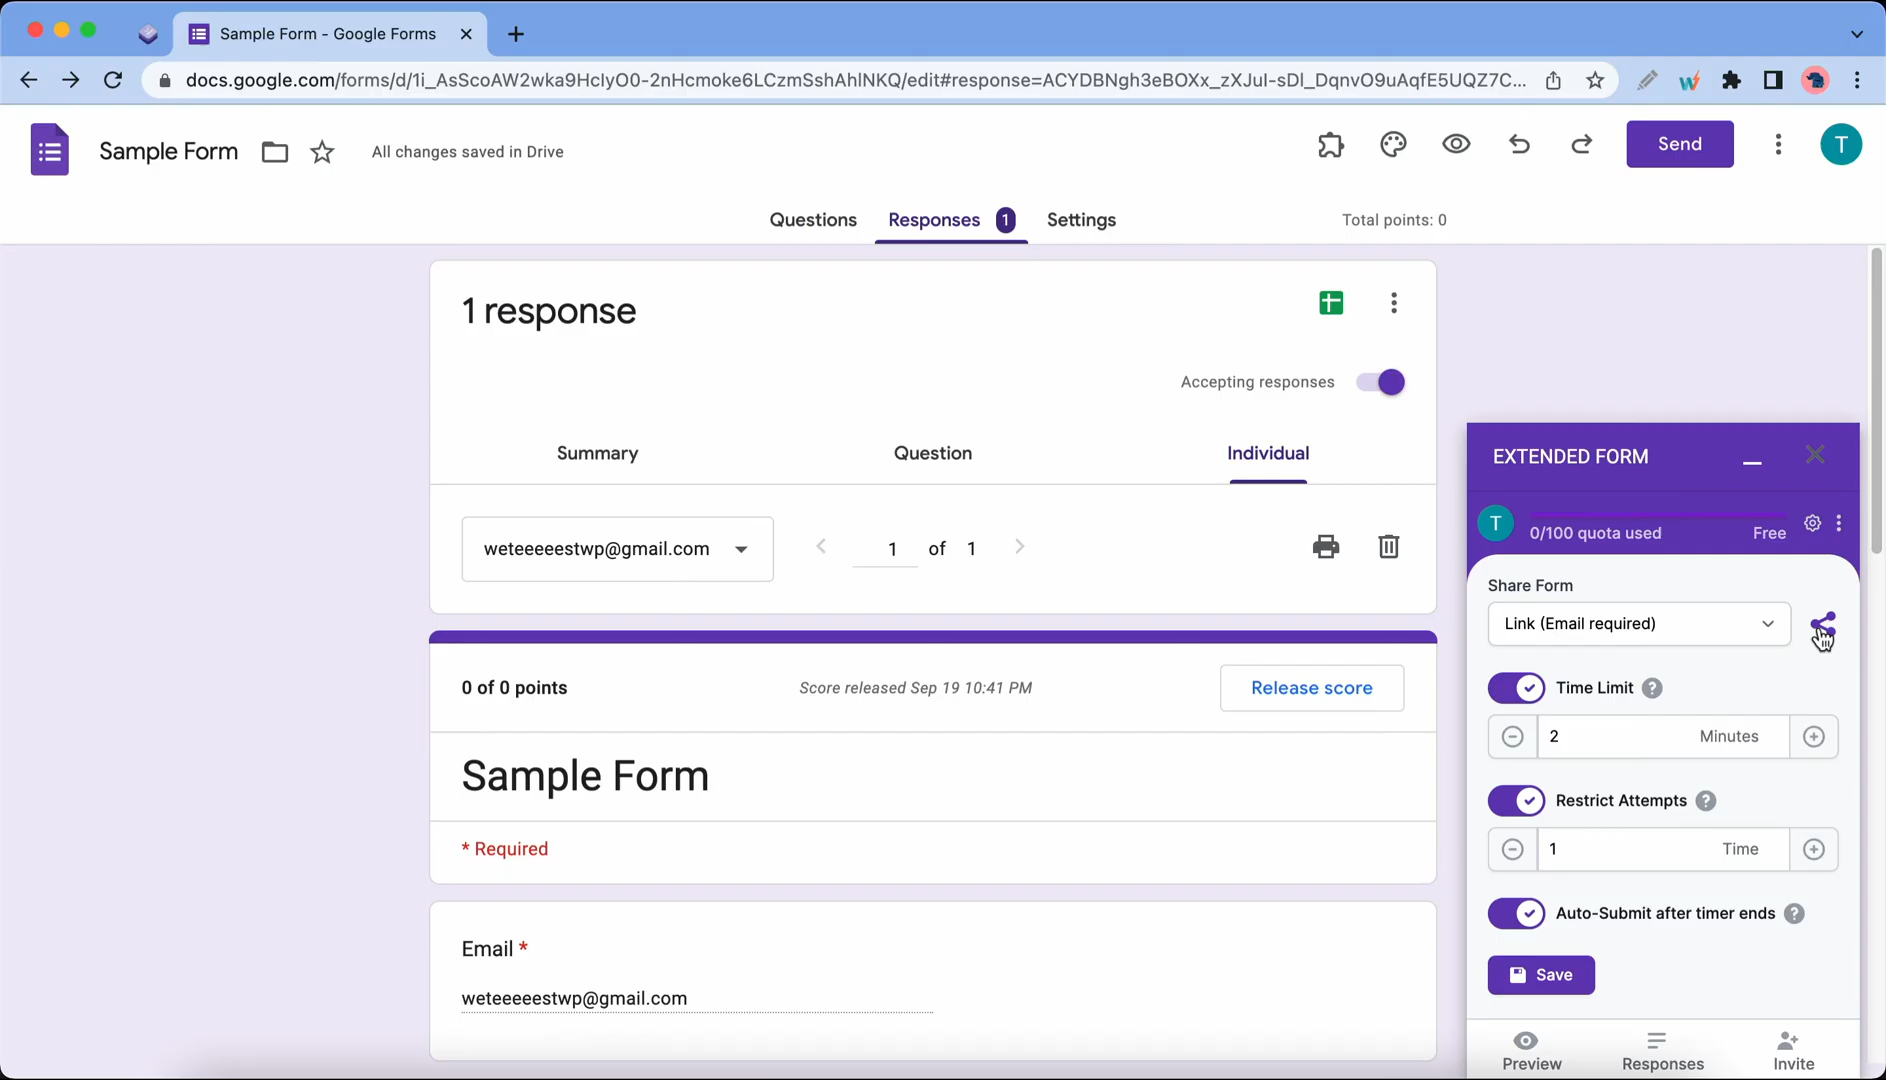 Sample Form - Google Forms
docs.google.com/forms/d/1i_AsScoAW2wka9HcIyO0-2nHcmoke6LCzmSshAhlNKQ/edit#response=ACYDBNgh3eBOXx_zXJuI-sDl_DqnvO9uAqfE5UQZ7C...
Sample Form
All changes saved in Drive
Send
T
Questions
Responses 1
Settings
Total points: 0
1 response
Accepting responses
Summary
Question
Individual
weteeeeestwp@gmail.com
1 of 1
0 of 0 points
Score released Sep 19 10:41 PM
Release score
Sample Form
* Required
Email *
weteeeeestwp@gmail.com
EXTENDED FORM
T
0/100 quota used
Free
Share Form
Link (Email required)
Time Limit ?
2 Minutes
Restrict Attempts ?
1 Time
Auto-Submit after timer ends ?
Save
Preview
Responses
Invite